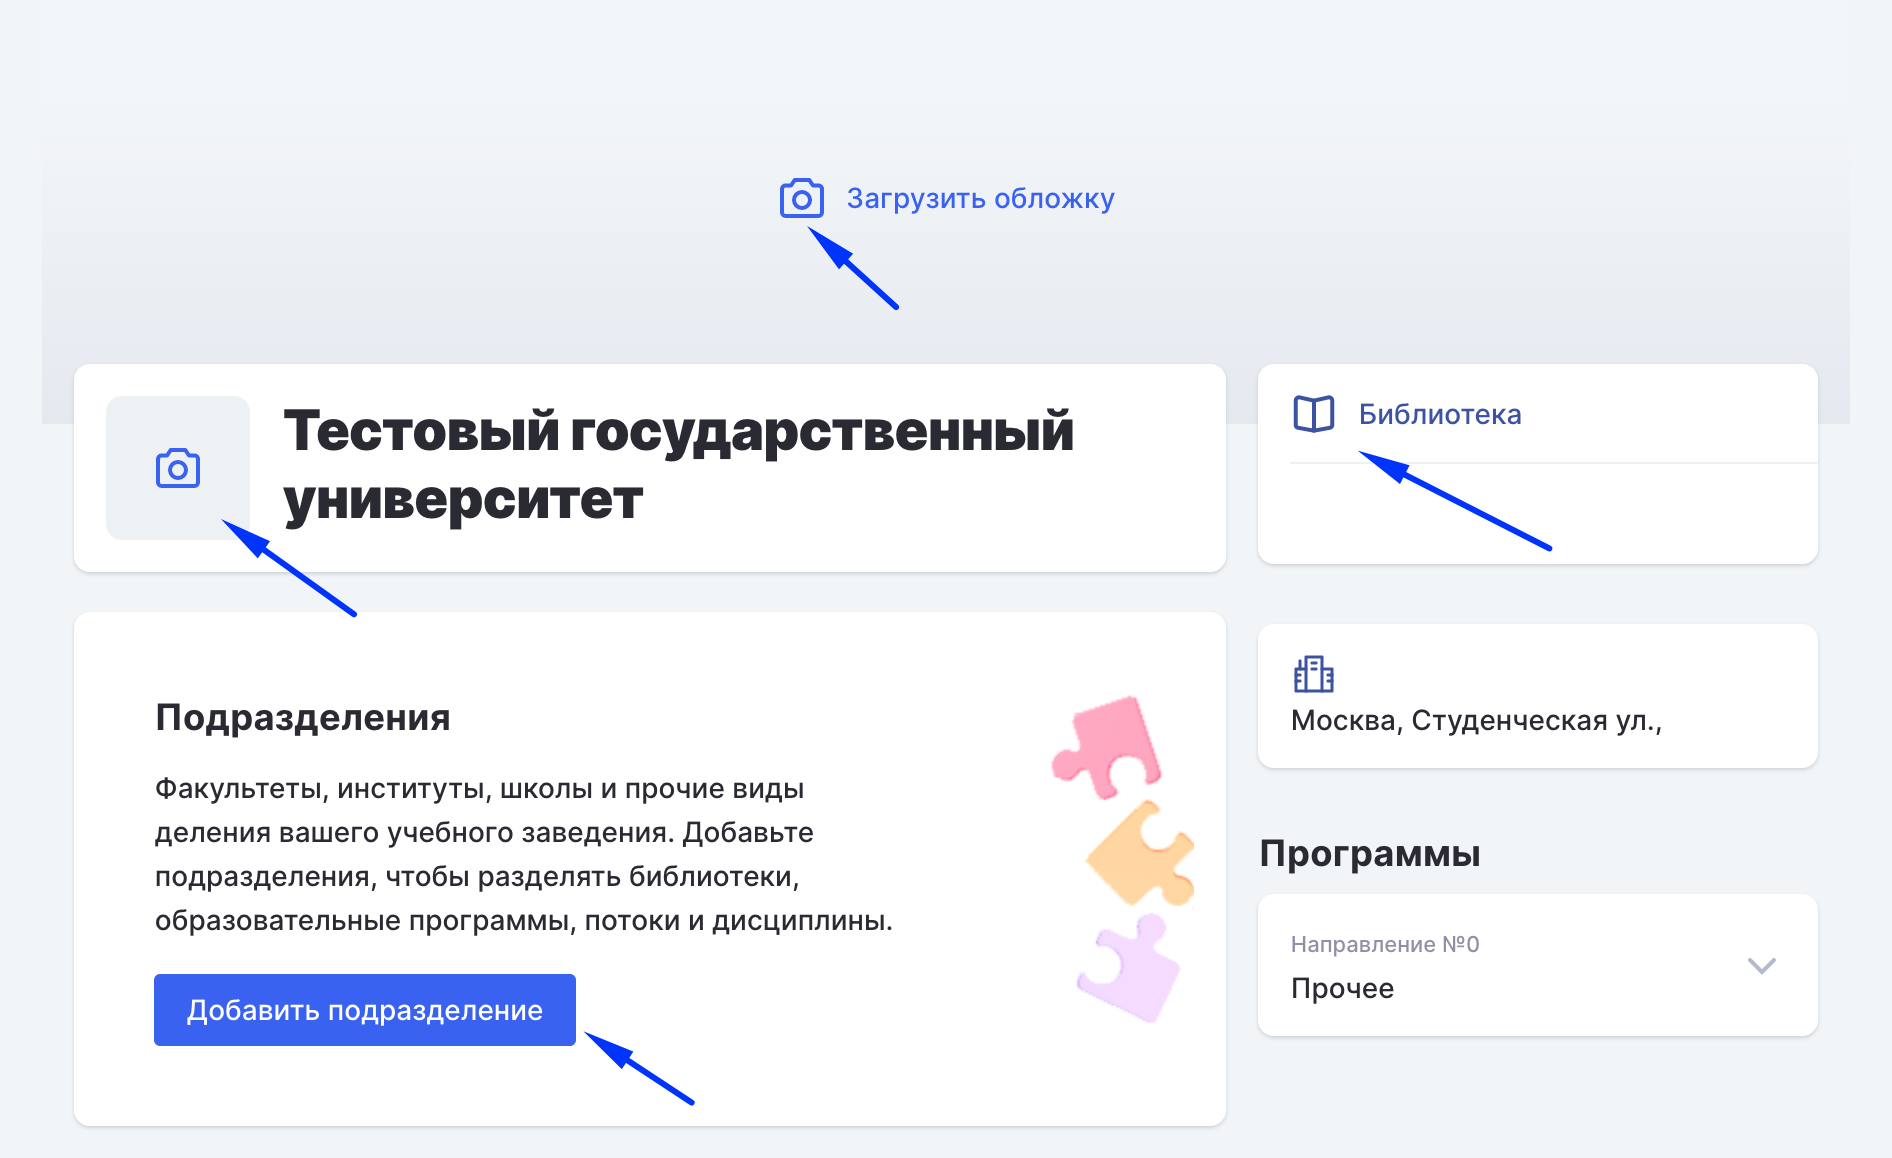 Загрузить обложку
Тестовый государственный
университет
Библиотека
Подразделения
Факультеты, институты, школы и прочие виды
деления вашего учебного заведения. Добавьте
подразделения, чтобы разделять библиотеки,
образовательные программы, потоки и дисциплины.
Добавить подразделение
Москва, Студенческая ул.,
Программы
Направление №0
Прочее